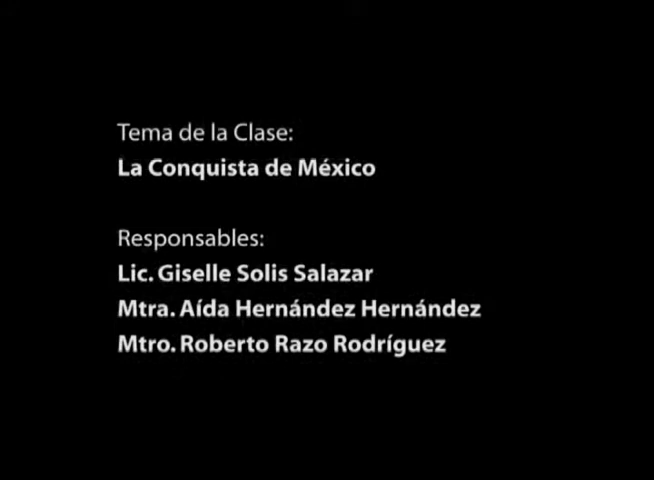 Tema de la Clase:
La Conquista de México
Responsables:
Lic. Giselle Solis Salazar
Mtra. Aída Hernández Hernández
Mtro. Roberto Razo Rodríguez